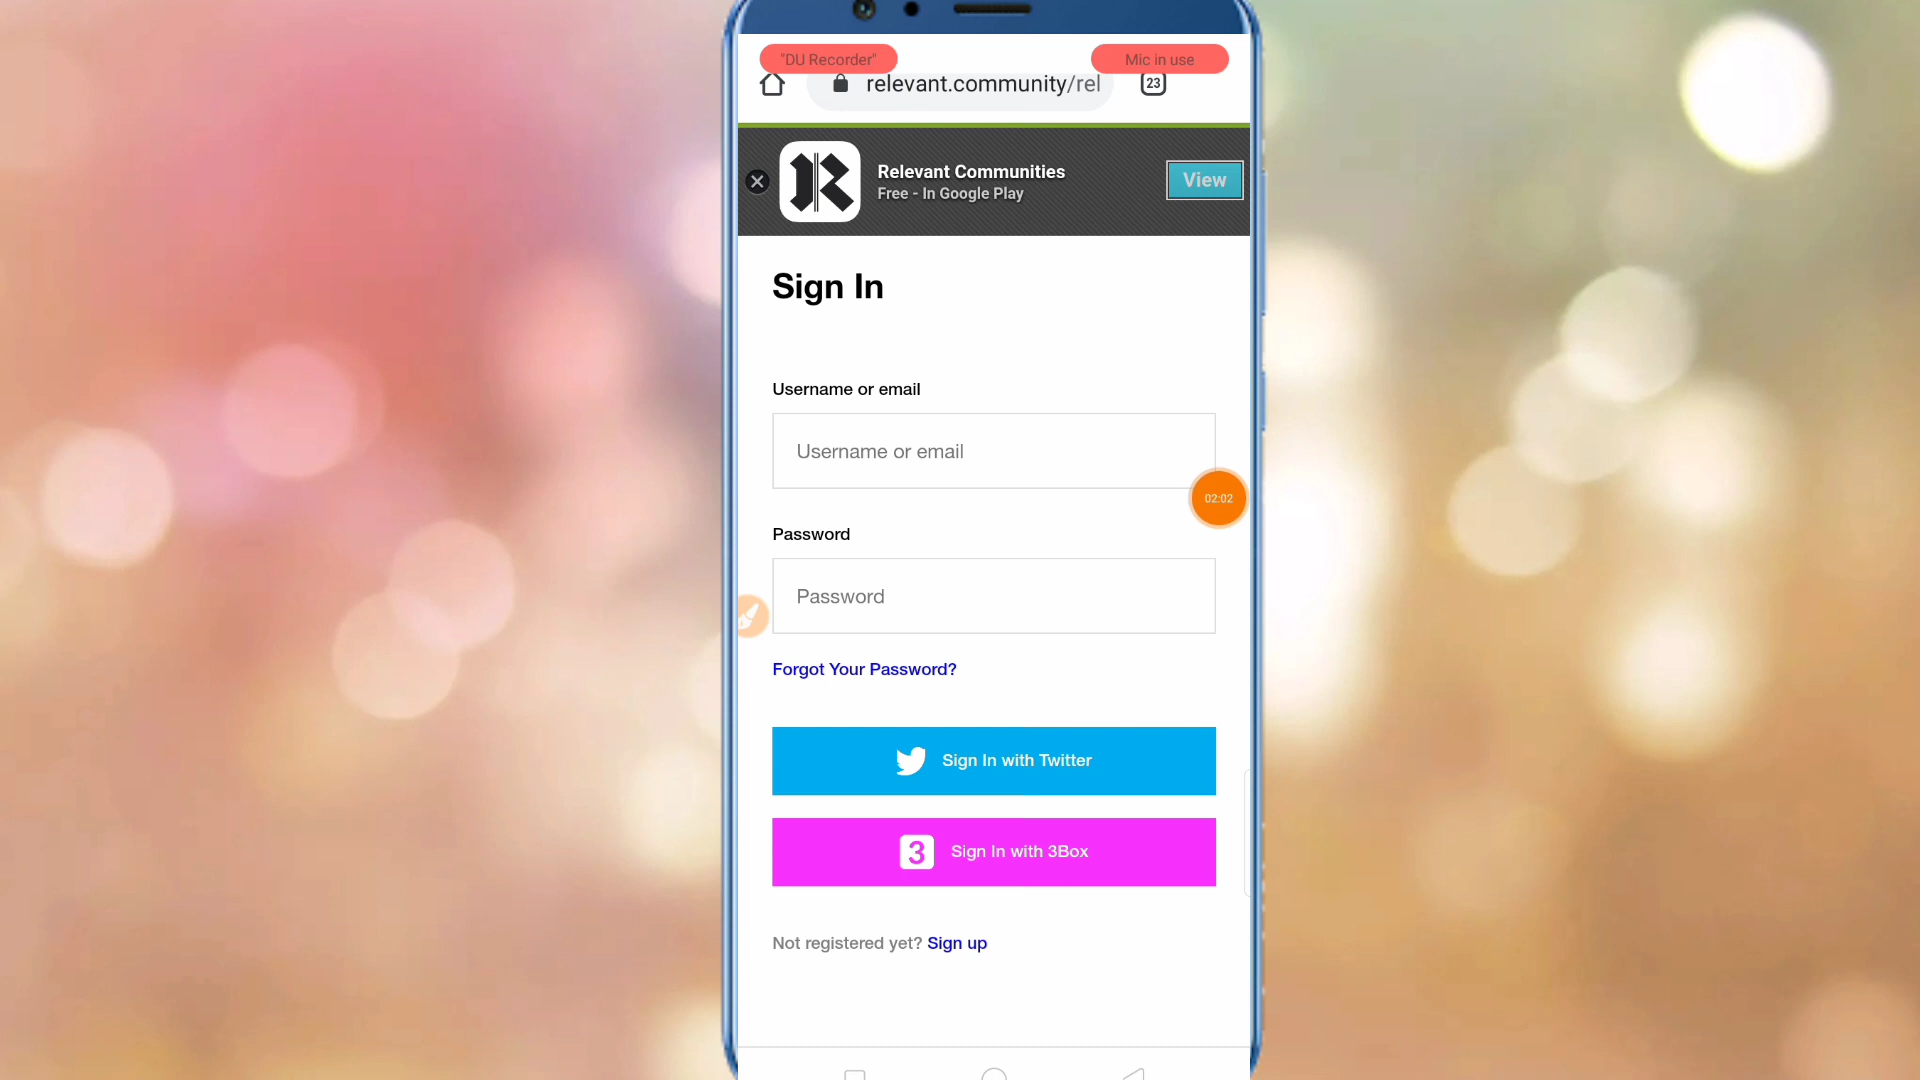 "DU Recorder"
Mic in use
relevant.community/rel
23
Relevant Communities
Free - In Google Play
View
Sign In
Username or email
Username or email
02:02
Password
Password
Forgot Your Password?
Sign In with Twitter
3 Sign In with 3Box
Not registered yet? Sign up